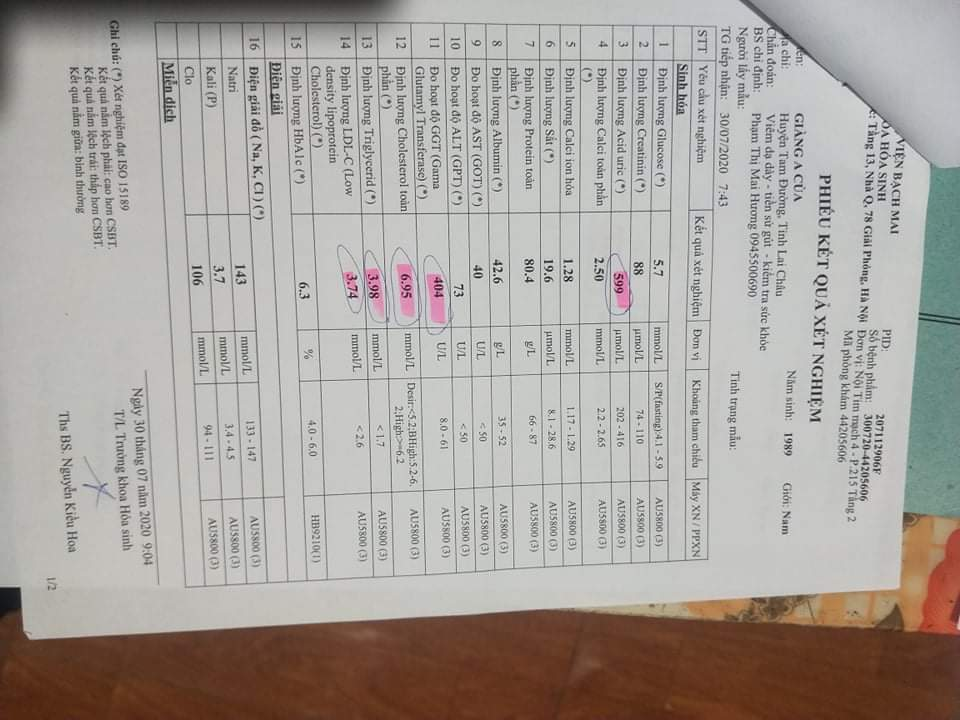 VIỆN BẠCH MAI
OA HÓA SINH
: Tầng 13, Nhà Q, 78 Giải Phóng, Hà Nội
PID: 207112906F
Số bệnh phẩm: 300720-44205606
Đơn vị: Nội Tim mạch 4 - P.215 Tầng 2
Mã phòng khám 44205606
PHIẾU KẾT QUẢ XÉT NGHIỆM
ên: GIÀNG A CỦA Năm sinh: 1989 Giới: Nam
ịa chỉ: Huyện Tam Đường, Tỉnh Lai Châu
Chẩn đoán: Viêm dạ dày - tiền sử gút - kiểm tra sức khỏe
BS chỉ định: Phạm Thị Mai Hương 0945500690
Người lấy mẫu: Tình trạng mẫu:
TG tiếp nhận: 30/07/2020 7:43
STT Yêu cầu xét nghiệm Kết quả xét nghiệm Đơn vị Khoảng tham chiếu Máy XN / PPXN
Sinh hóa
1 Định lượng Glucose (*) 5.7 mmol/L S/P(fasting):4.1 - 5.9 AU5800 (3)
2 Định lượng Creatinin (*) 88 µmol/L 74 - 110 AU5800 (3)
3 Định lượng Acid uric (*) 599 µmol/L 202 - 416 AU5800 (3)
4 Định lượng Calci toàn phần (*) 2.50 mmol/L 2.2 - 2.65 AU5800 (3)
5 Định lượng Calci ion hóa 1.28 mmol/L 1.17 - 1.29 AU5800 (3)
6 Định lượng Sắt (*) 19.6 µmol/L 8.1 - 28.6 AU5800 (3)
7 Định lượng Protein toàn phần (*) 80.4 g/L 66 - 87 AU5800 (3)
8 Định lượng Albumin (*) 42.6 g/L 35 - 52 AU5800 (3)
9 Đo hoạt độ AST (GOT) (*) 40 U/L < 50 AU5800 (3)
10 Đo hoạt độ ALT (GPT) (*) 73 U/L < 50 AU5800 (3)
11 Đo hoạt độ GGT (Gama Glutamyl Transferase) (*) 404 U/L 8.0 - 61 AU5800 (3)
12 Định lượng Cholesterol toàn phần (*) 6.95 mmol/L Desir:<5.2;BHigh:5.2-6.2;High:>=6.2 AU5800 (3)
13 Định lượng Triglycerid (*) 3.98 mmol/L < 1.7 AU5800 (3)
14 Định lượng LDL-C (Low density lipoprotein Cholesterol) (*) 3.74 mmol/L < 2.6 AU5800 (3)
15 Định lượng HbA1c (*) 6.3 % 4.0 - 6.0 HB9210(1)
Điện giải
16 Điện giải đồ (Na, K, Cl) (*)
Natri 143 mmol/L 133 - 147 AU5800 (3)
Kali (P) 3.7 mmol/L 3.4 - 4.5 AU5800 (3)
Clo 106 mmol/L 94 - 111 AU5800 (3)
Miễn dịch
Ghi chú: (*) Xét nghiệm đạt ISO 15189
Kết quả nằm lệch phải: cao hơn CSBT.
Kết quả nằm lệch trái: thấp hơn CSBT.
Kết quả nằm giữa: bình thường
Ngày 30 tháng 07 năm 2020 9:04
T/L Trưởng khoa Hóa sinh
Ths BS. Nguyễn Kiều Hoa
1/2